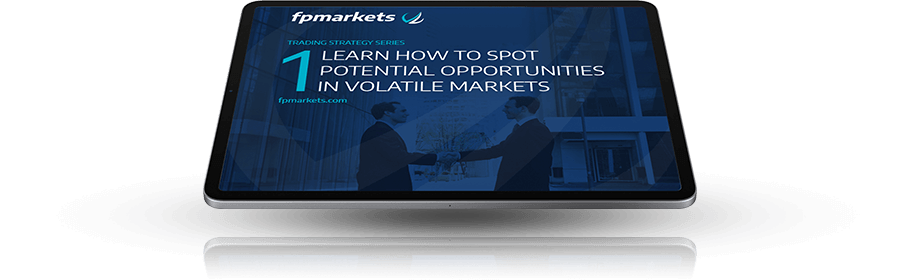 fpmarkets
TRADING STRATEGY SERIES
1 LEARN HOW TO SPOT
POTENTIAL OPPORTUNITIES
IN VOLATILE MARKETS
fpmarkets.com